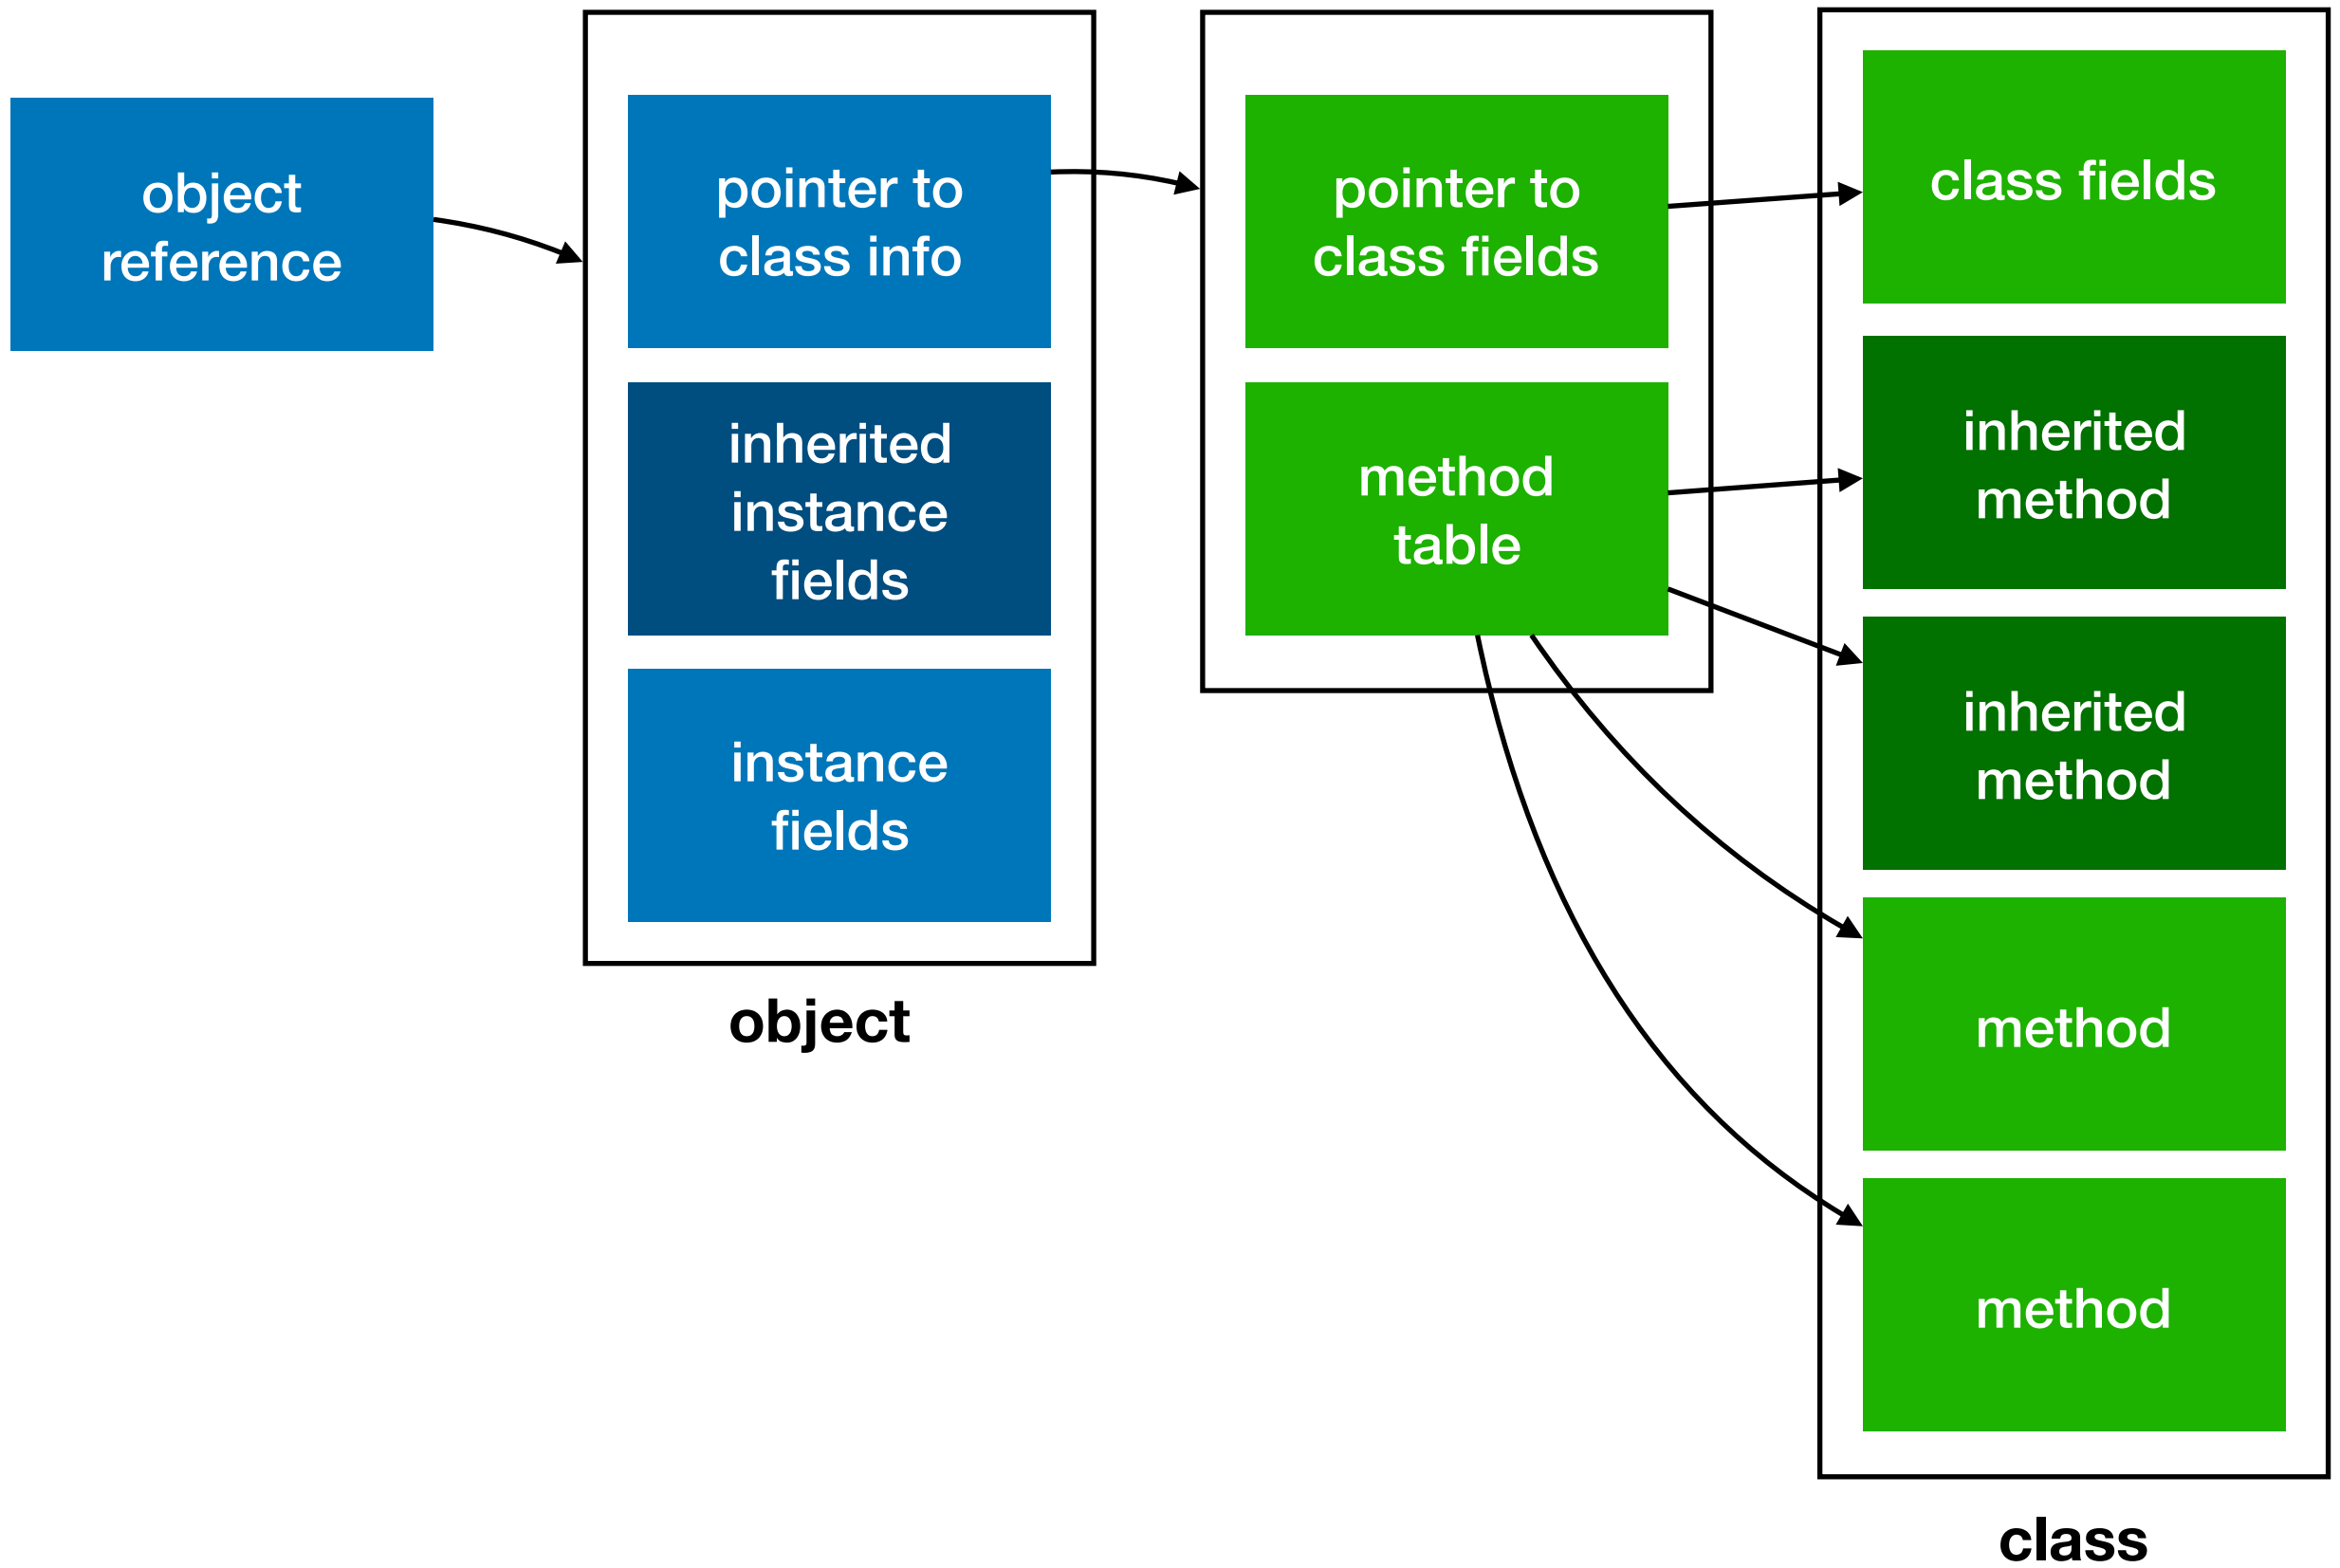 object
reference
pointer to
class info
inherited
instance
fields
instance
fields
object
pointer to
class fields
method
table
class fields
inherited
method
inherited
method
method
method
class